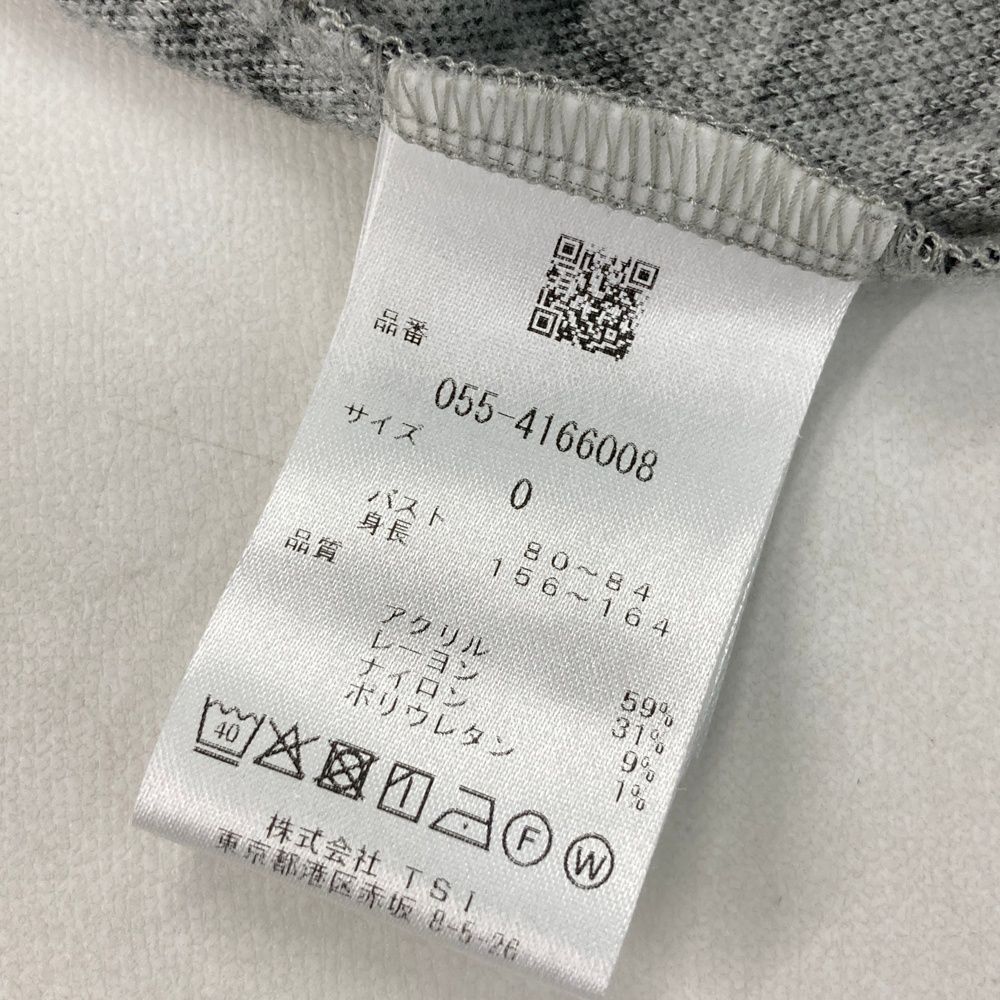 品番
055-4166008
サイズ
0
バスト 80~84
身長 156~164
品質
アクリル 59%
レーヨン 31%
ナイロン 9%
ポリウレタン 1%
40 F W
株式会社 TSI
東京都港区赤坂 8-5-28